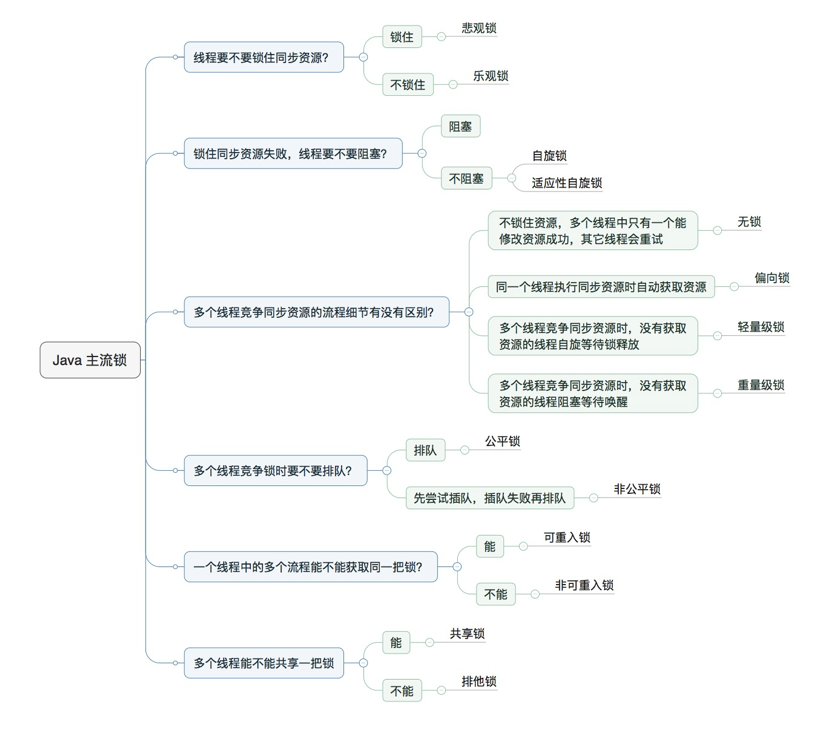 Java 主流锁
线程要不要锁住同步资源？
锁住
悲观锁
不锁住
乐观锁
锁住同步资源失败，线程要不要阻塞？
阻塞
不阻塞
自旋锁
适应性自旋锁
多个线程竞争同步资源的流程细节有没有区别？
不锁住资源，多个线程中只有一个能
修改资源成功，其它线程会重试
无锁
同一个线程执行同步资源时自动获取资源
偏向锁
多个线程竞争同步资源时，没有获取
资源的线程自旋等待锁释放
轻量级锁
多个线程竞争同步资源时，没有获取
资源的线程阻塞等待唤醒
重量级锁
多个线程竞争锁时要不要排队？
排队
公平锁
先尝试插队，插队失败再排队
非公平锁
一个线程中的多个流程能不能获取同一把锁？
能
可重入锁
不能
非可重入锁
多个线程能不能共享一把锁
能
共享锁
不能
排他锁